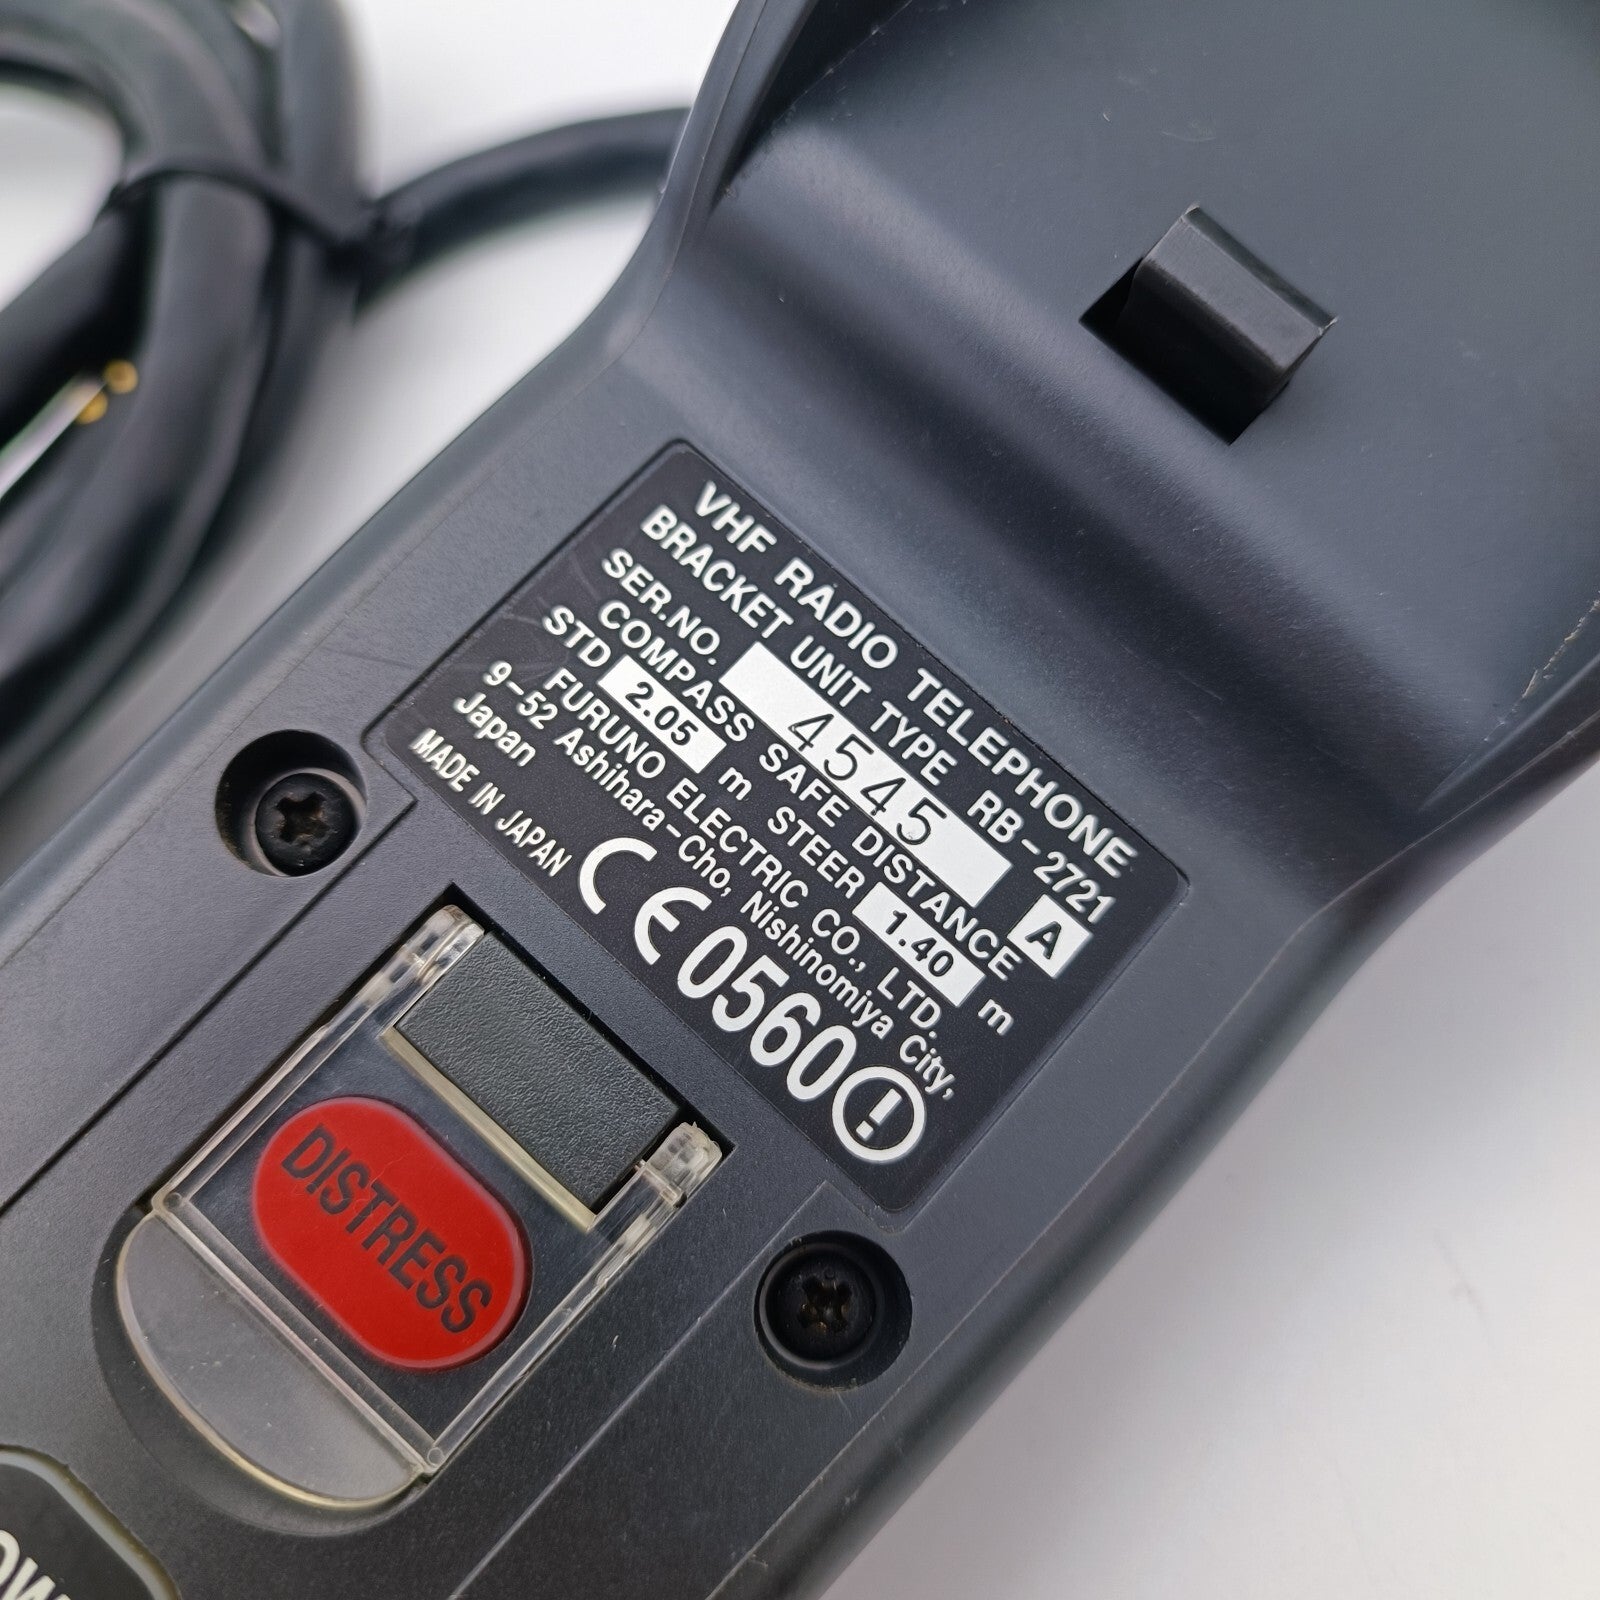 VHF RADIO TELEPHONE
BRACKET UNIT TYPE RB-2721 A
SER.NO. 4545
COMPASS SAFE DISTANCE
STD 2.05 m STEER 1.40 m
FURUNO ELECTRIC CO., LTD.
9-52 Ashihara-Cho, Nishinomiya City,
Japan
MADE IN JAPAN CE0560
DISTRESS